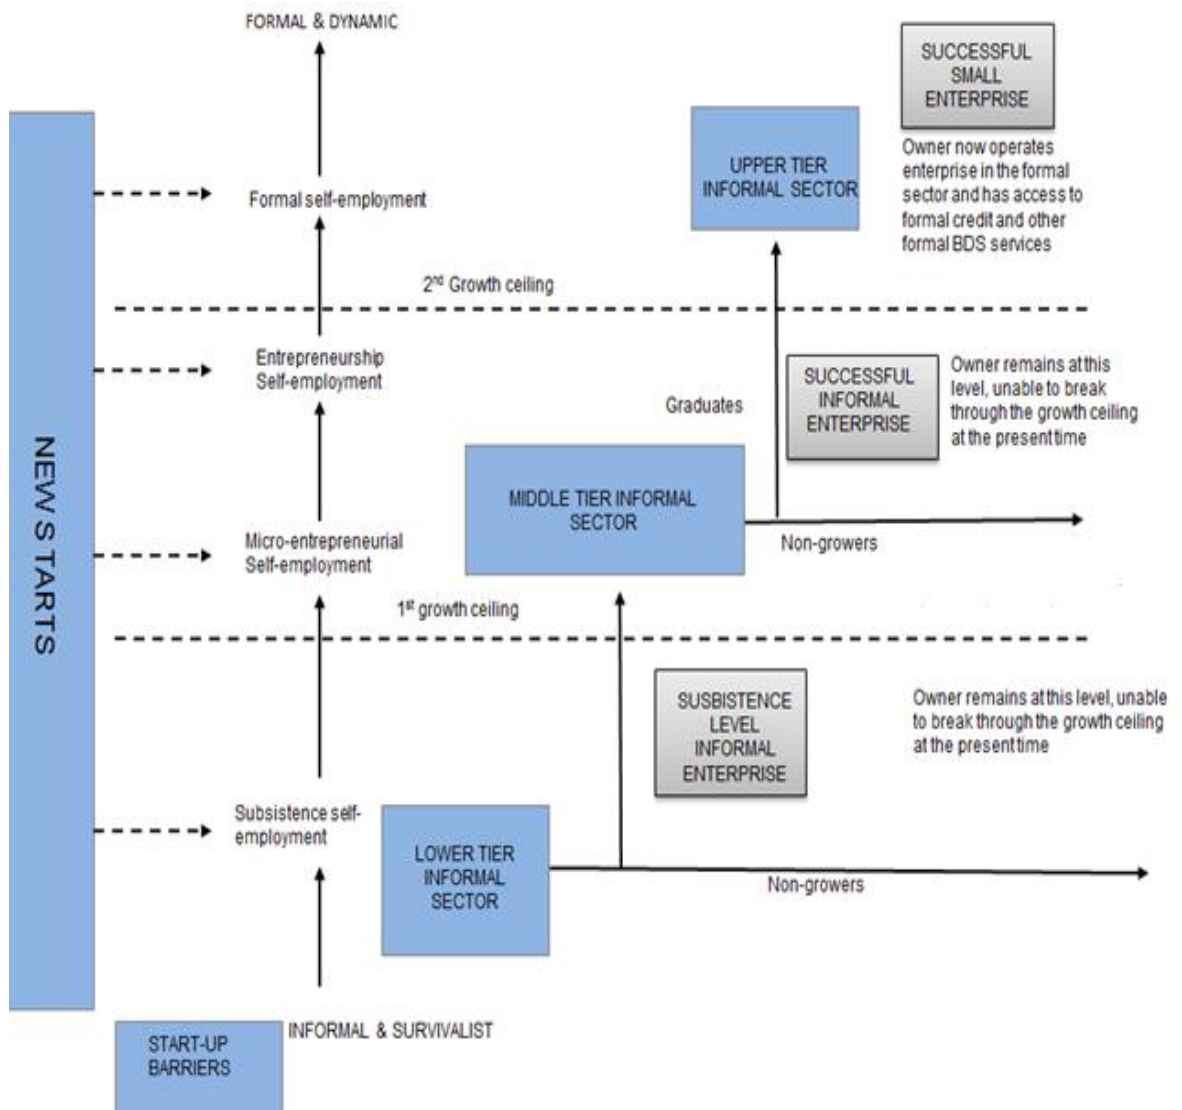 FORMAL & DYNAMIC
SUCCESSFUL
SMALL
ENTERPRISE
UPPER TIER
INFORMAL SECTOR
Owner now operates
enterprise in the formal
sector and has access to
formal credit and other
formal BDS services
Formal self-employment
2nd Growth ceiling
Entrepreneurship
Self-employment
Graduates
SUCCESSFUL
INFORMAL
ENTERPRISE
Owner remains at this
level, unable to break
through the growth ceiling
at the present time
NEW STARTS
MIDDLE TIER INFORMAL
SECTOR
Non-growers
Micro-entrepreneurial
Self-employment
1st growth ceiling
SUSBISTENCE
LEVEL
INFORMAL
ENTERPRISE
Owner remains at this level, unable
to break through the growth ceiling
at the present time
Subsistence self-
employment
LOWER TIER
INFORMAL
SECTOR
Non-growers
INFORMAL & SURVIVALIST
START-UP
BARRIERS